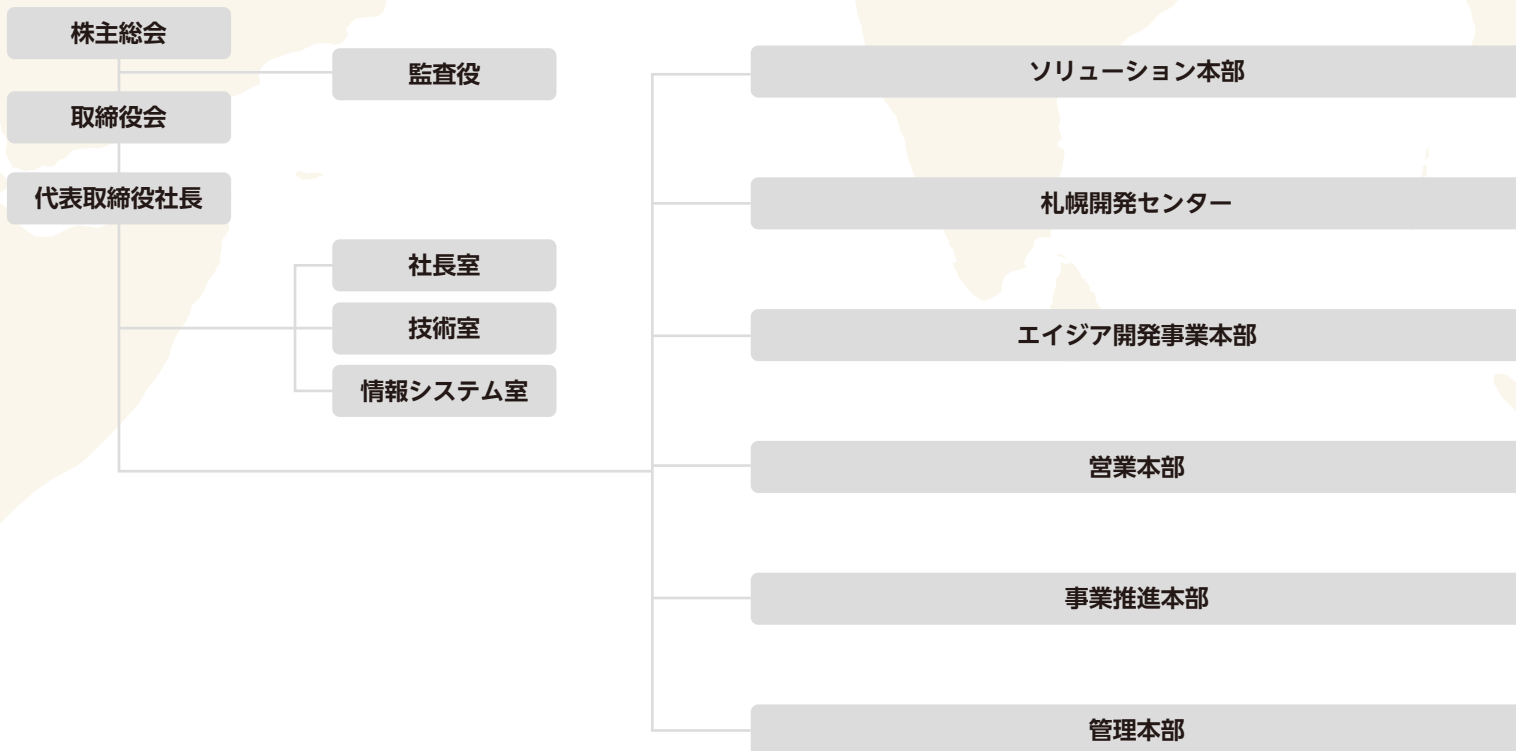 株主総会
監査役
取締役会
代表取締役社長
社長室
技術室
情報システム室
ソリューション本部
札幌開発センター
エイジア開発事業本部
営業本部
事業推進本部
管理本部